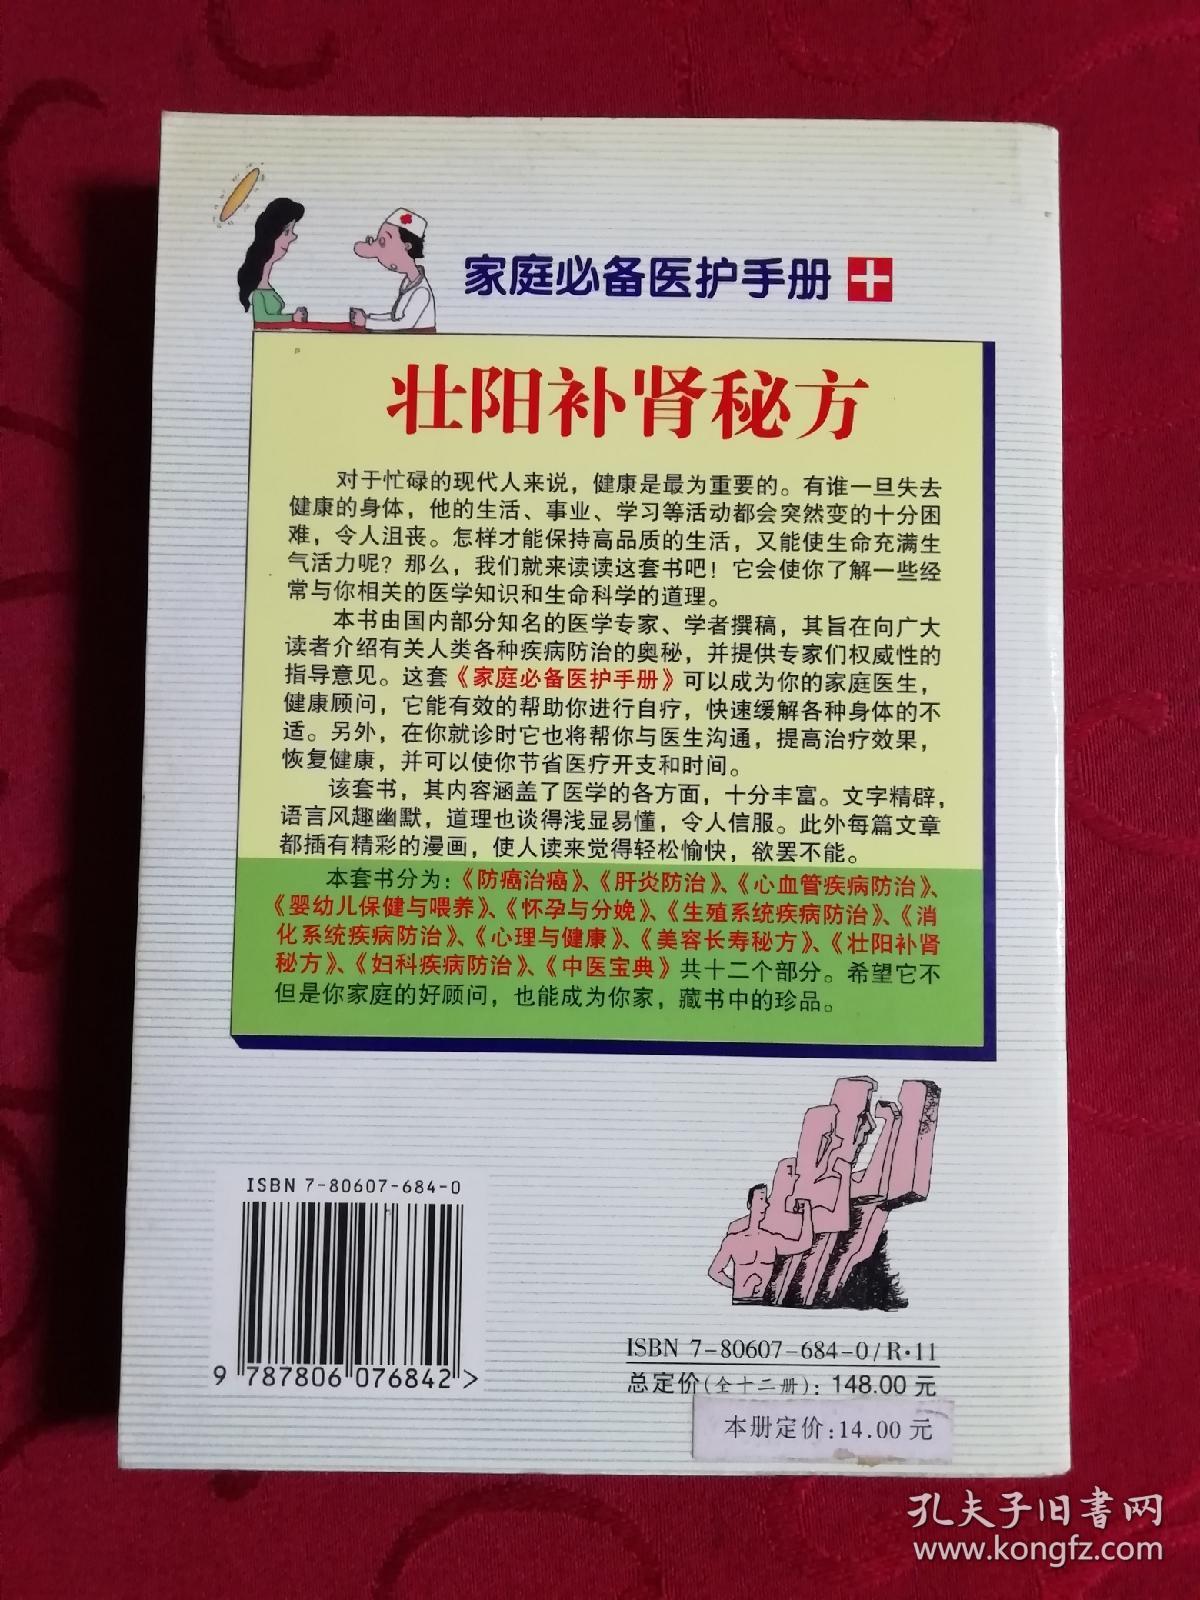 家庭必备医护手册
壮阳补肾秘方
对于忙碌的现代人来说，健康是最为重要的。有谁一旦失去
健康的身体，他的生活、事业、学习等活动都会突然变的十分困
难，令人沮丧。怎样才能保持高品质的生活，又能使生命充满生
气活力呢？那么，我们就来读读这套书吧！它会使你了解一些经
常与你相关的医学知识和生命科学的道理。
本书由国内部分知名的医学专家、学者撰稿，其旨在向广大
读者介绍有关人类各种疾病防治的奥秘，并提供专家们权威性的
指导意见。这套《家庭必备医护手册》可以成为你的家庭医生，
健康顾问，它能有效的帮助你进行自疗，快速缓解各种身体的不
适。另外，在你就诊时它也将帮你与医生沟通，提高治疗效果，
恢复健康，并可以使你节省医疗开支和时间。
该套书，其内容涵盖了医学的各方面，十分丰富。文字精辟，
语言风趣幽默，道理也谈得浅显易懂，令人信服。此外每篇文章
都插有精彩的漫画，使人读来觉得轻松愉快，欲罢不能。
本套书分为：《防癌治癌》、《肝炎防治》、《心血管疾病防治》、
《婴幼儿保健与喂养》、《怀孕与分娩》、《生殖系统疾病防治》、《消
化系统疾病防治》、《心理与健康》、《美容长寿秘方》、《壮阳补肾
秘方》、《妇科疾病防治》、《中医宝典》共十二个部分。希望它不
但是你家庭的好顾问，也能成为你家，藏书中的珍品。
ISBN 7-80607-684-0
9 787806 076842 >
ISBN 7-80607-684-0/R·11
总定价(全十二册)：148.00 元
本册定价:14.00 元
孔夫子旧书网
www.kongfz.com